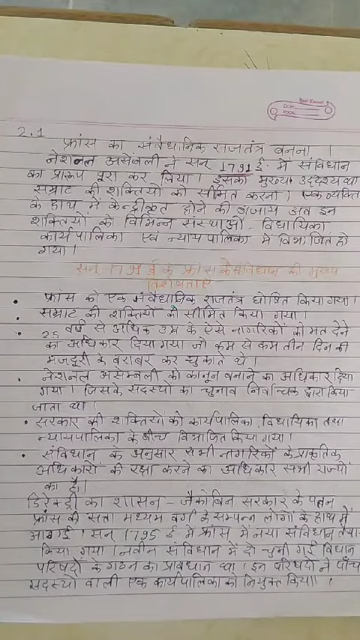 2.1
फ्रांस का संवैधानिक राजतंत्र बनना।
नेशनल असेंबली ने सन् 1791 ई. में संविधान
का प्रारूप पूरा कर लिया। इसका मुख्य उद्देश्य था
सम्राट की शक्तियों को सीमित करना। एक व्यक्ति
के हाथ में केन्द्रीकृत होने की बजाय अब इन
शक्तियों को विभिन्न संस्थाओं विधायिका
कार्यपालिका एवं न्यायपालिका में विभाजित हो
गया।
सन् 1791 ई. के फ्रांस के संविधान की मुख्य
विशेषताएं
• फ्रांस को एक संवैधानिक राजतंत्र घोषित किया गया।
• सम्राट की शक्तियों को सीमित किया गया।
• 25 वर्ष से अधिक उम्र के ऐसे नागरिकों को मत देने
का अधिकार दिया गया जो कम से कम तीन दिन की
मजदूरी के बराबर कर चुकाते थे।
• नेशनल असेम्बली को कानून बनाने का अधिकार दिया
गया। जिसके सदस्यों का चुनाव निर्वाचक द्वारा किया
जाता था।
• सरकार की शक्तियों को कार्यपालिका, विधायिका तथा
न्यायपालिका के बीच विभाजित किया गया।
• संविधान के अनुसार सभी नागरिकों के प्राकृतिक
अधिकारों की रक्षा करने का अधिकार सभी राज्यों
का है।
डिरेक्ट्री का शासन - जैकोबिन सरकार के पतन
फ्रांस की सत्ता मध्यम वर्ग के सम्पन्न लोगों के हाथ में
आ गई। सन् 1795 ई में फ्रांस में नया संविधान
किया गया। नवीन संविधान में दो चुनी गई विधान
परिषदों के गठन का प्रावधान था। इन परिषदों ने पाँच
सदस्यों वाली एक कार्यपालिका को नियुक्त किया।